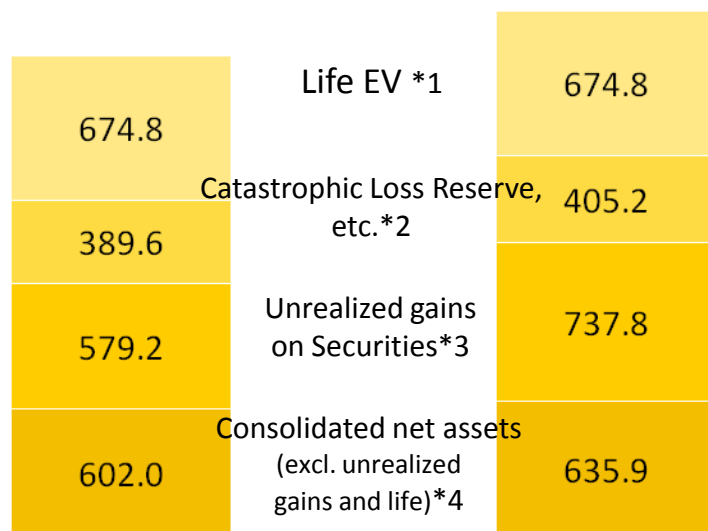 674.8
Life EV *1
674.8
389.6
Catastrophic Loss Reserve,
etc.*2
405.2
579.2
Unrealized gains
on Securities*3
737.8
602.0
Consolidated net assets
(excl. unrealized
gains and life)*4
635.9